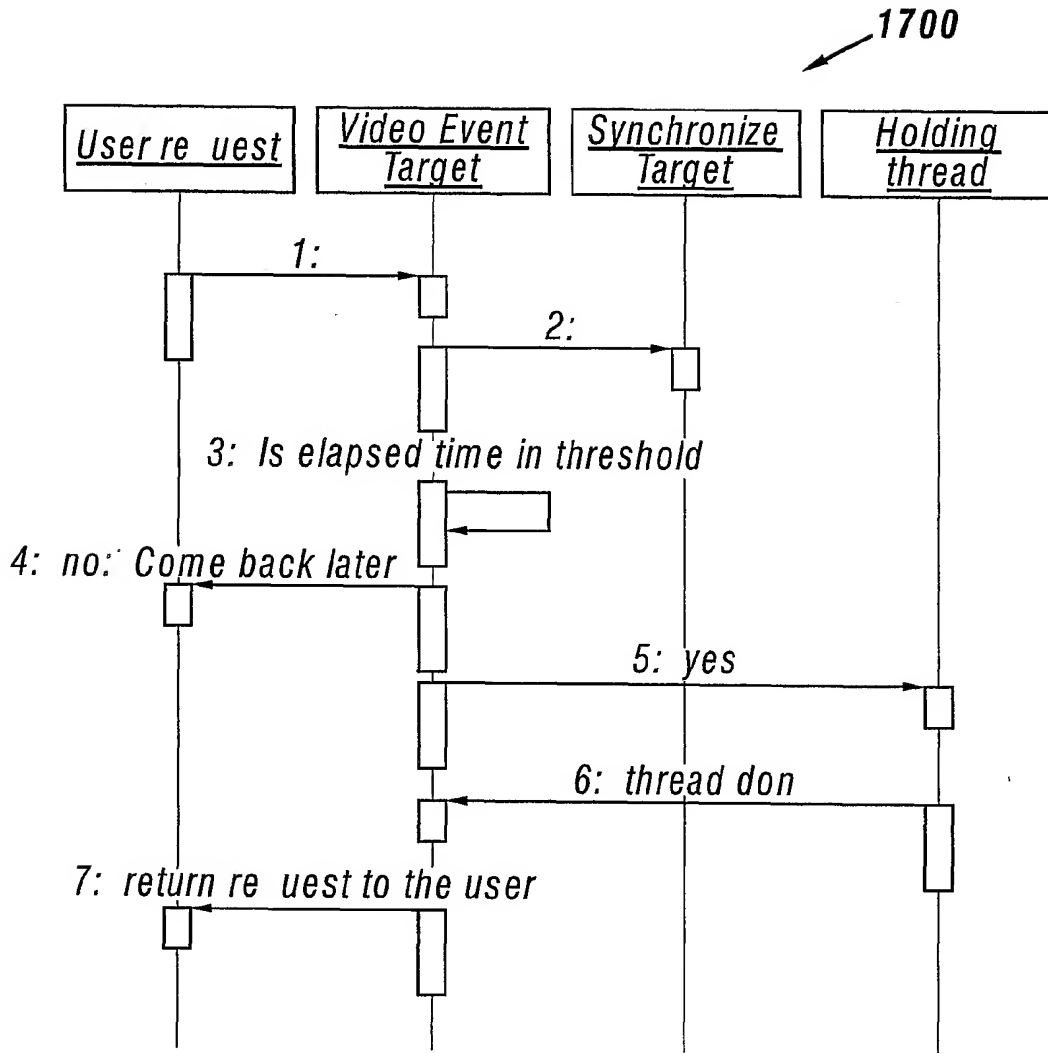 1700
User re uest
Video Event
Target
Synchronize
Target
Holding
thread
1:
2:
3: Is elapsed time in threshold
4: no: Come back later
5: yes
6: thread don
7: return re uest to the user